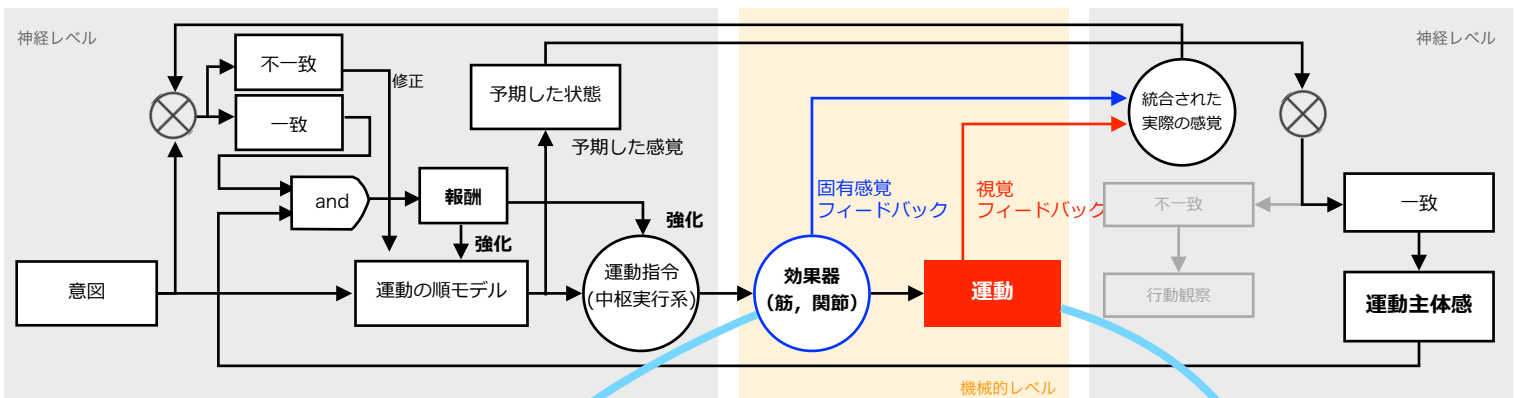 神経レベル
神経レベル
不一致
修正
一致
予期した状態
予期した感覚
統合された
実際の感覚
and
報酬
強化
強化
固有感覚
フィードバック
視覚
フィードバック
不一致
一致
意図
運動の順モデル
運動指令
(中枢実行系)
効果器
（筋，関節）
運動
行動観察
運動主体感
機械的レベル